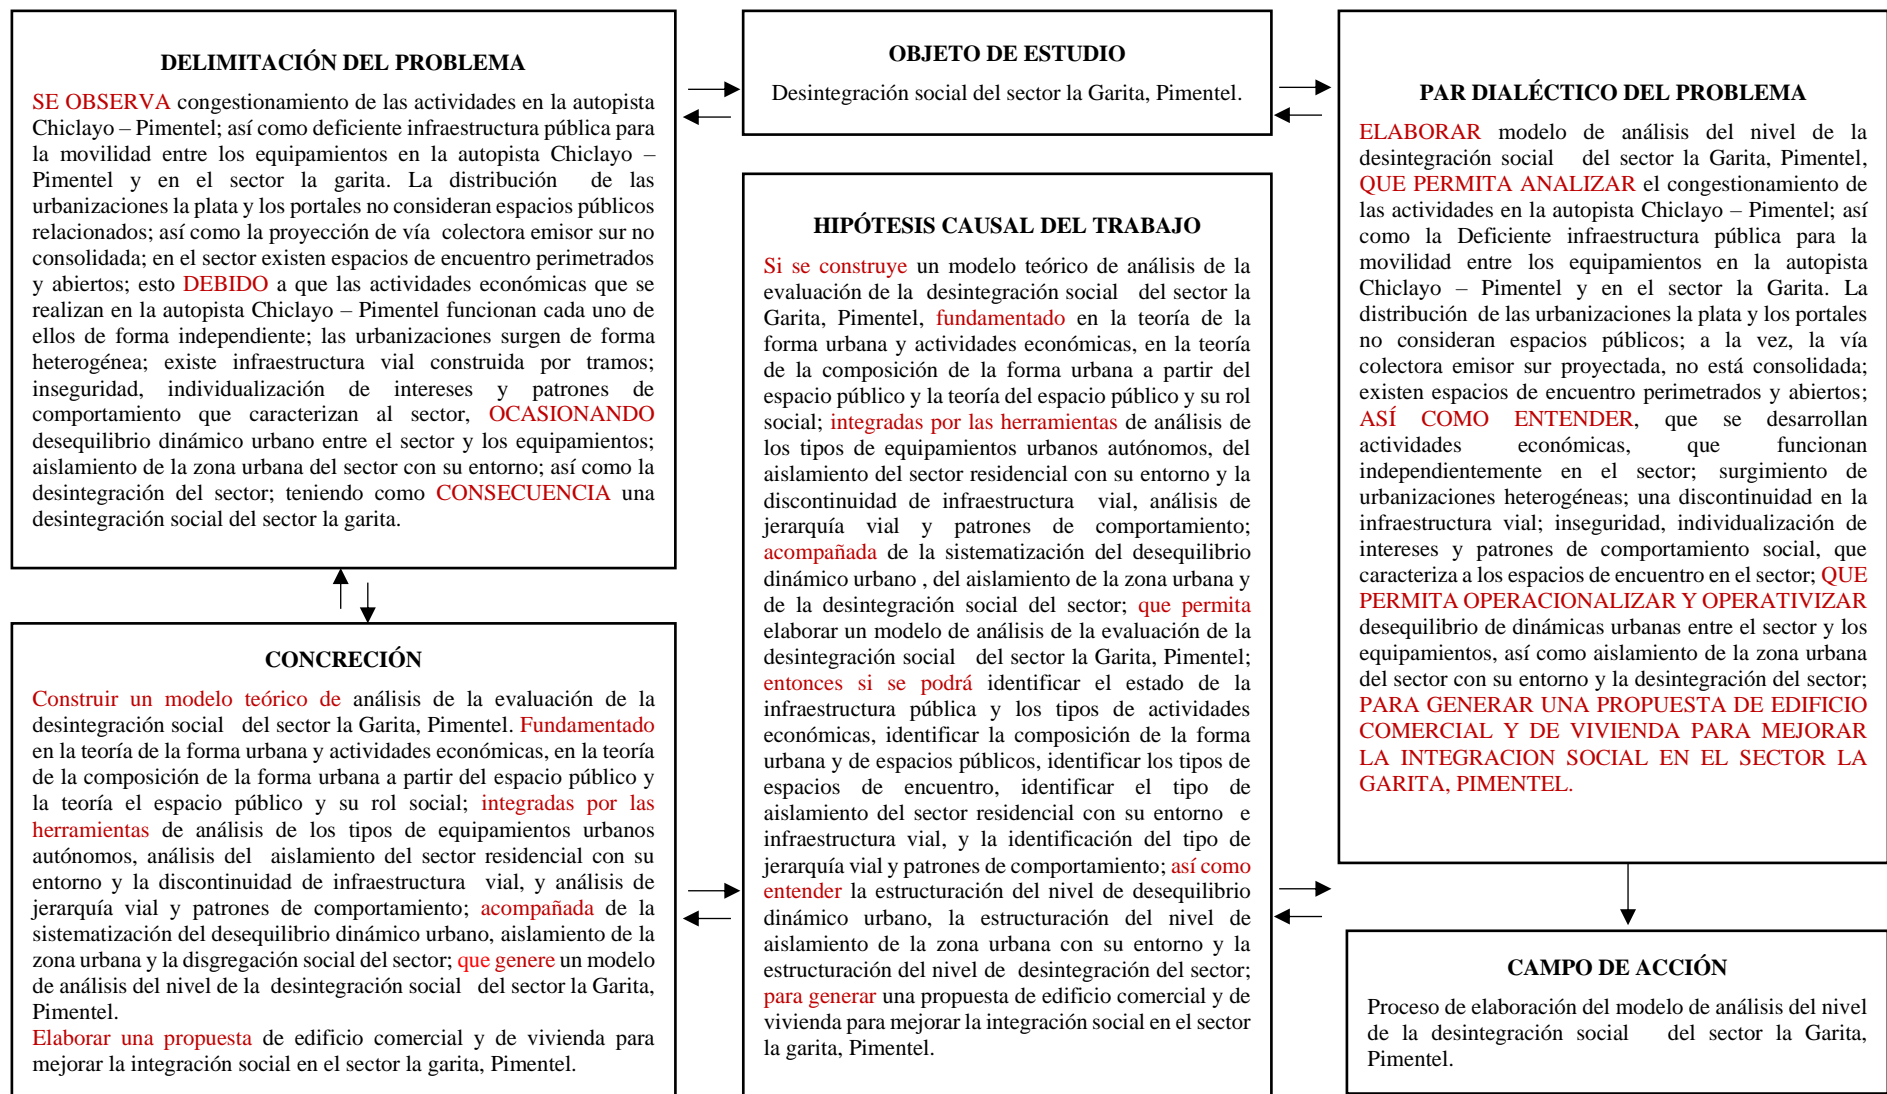 DELIMITACIÓN DEL PROBLEMA
SE OBSERVA congestionamiento de las actividades en la autopista
Chiclayo – Pimentel; así como deficiente infraestructura pública para
la movilidad entre los equipamientos en la autopista Chiclayo –
Pimentel y en el sector la garita. La distribución de las
urbanizaciones la plata y los portales no consideran espacios públicos
relacionados; así como la proyección de vía colectora emisor sur no
consolidada; en el sector existen espacios de encuentro perimetrados
y abiertos; esto DEBIDO a que las actividades económicas que se
realizan en la autopista Chiclayo – Pimentel funcionan cada uno de
ellos de forma independiente; las urbanizaciones surgen de forma
heterogénea; existe infraestructura vial construida por tramos;
inseguridad, individualización de intereses y patrones de
comportamiento que caracterizan al sector, OCASIONANDO
desequilibrio dinámico urbano entre el sector y los equipamientos;
aislamiento de la zona urbana del sector con su entorno; así como la
desintegración del sector; teniendo como CONSECUENCIA una
desintegración social del sector la garita.
OBJETO DE ESTUDIO
Desintegración social del sector la Garita, Pimentel.
PAR DIALÉCTICO DEL PROBLEMA
ELABORAR modelo de análisis del nivel de la
desintegración social del sector la Garita, Pimentel,
QUE PERMITA ANALIZAR el congestionamiento de
las actividades en la autopista Chiclayo – Pimentel; así
como la Deficiente infraestructura pública para la
movilidad entre los equipamientos en la autopista
Chiclayo – Pimentel y en el sector la Garita. La
distribución de las urbanizaciones la plata y los portales
no consideran espacios públicos; a la vez, la vía
colectora emisor sur proyectada, no está consolidada;
existen espacios de encuentro perimetrados y abiertos;
ASÍ COMO ENTENDER, que se desarrollan
actividades económicas, que funcionan
independientemente en el sector; surgimiento de
urbanizaciones heterogéneas; una discontinuidad en la
infraestructura vial; inseguridad, individualización de
intereses y patrones de comportamiento social, que
caracteriza a los espacios de encuentro en el sector; QUE
PERMITA OPERACIONALIZAR Y OPERATIVIZAR
desequilibrio de dinámicas urbanas entre el sector y los
equipamientos, así como aislamiento de la zona urbana
del sector con su entorno y la desintegración del sector;
PARA GENERAR UNA PROPUESTA DE EDIFICIO
COMERCIAL Y DE VIVIENDA PARA MEJORAR
LA INTEGRACION SOCIAL EN EL SECTOR LA
GARITA, PIMENTEL.
HIPÓTESIS CAUSAL DEL TRABAJO
Si se construye un modelo teórico de análisis de la
evaluación de la desintegración social del sector la
Garita, Pimentel, fundamentado en la teoría de la
forma urbana y actividades económicas, en la teoría
de la composición de la forma urbana a partir del
espacio público y la teoría del espacio público y su rol
social; integradas por las herramientas de análisis de
los tipos de equipamientos urbanos autónomos, del
aislamiento del sector residencial con su entorno y la
discontinuidad de infraestructura vial, análisis de
jerarquía vial y patrones de comportamiento;
acompañada de la sistematización del desequilibrio
dinámico urbano , del aislamiento de la zona urbana y
de la desintegración social del sector; que permita
elaborar un modelo de análisis de la evaluación de la
desintegración social del sector la Garita, Pimentel;
entonces si se podrá identificar el estado de la
infraestructura pública y los tipos de actividades
económicas, identificar la composición de la forma
urbana y de espacios públicos, identificar los tipos de
espacios de encuentro, identificar el tipo de
aislamiento del sector residencial con su entorno e
infraestructura vial, y la identificación del tipo de
jerarquía vial y patrones de comportamiento; así como
entender la estructuración del nivel de desequilibrio
dinámico urbano, la estructuración del nivel de
aislamiento de la zona urbana con su entorno y la
estructuración del nivel de desintegración del sector;
para generar una propuesta de edificio comercial y de
vivienda para mejorar la integración social en el sector
la garita, Pimentel.
CONCRECIÓN
Construir un modelo teórico de análisis de la evaluación de la
desintegración social del sector la Garita, Pimentel. Fundamentado
en la teoría de la forma urbana y actividades económicas, en la teoría
de la composición de la forma urbana a partir del espacio público y
la teoría el espacio público y su rol social; integradas por las
herramientas de análisis de los tipos de equipamientos urbanos
autónomos, análisis del aislamiento del sector residencial con su
entorno y la discontinuidad de infraestructura vial, y análisis de
jerarquía vial y patrones de comportamiento; acompañada de la
sistematización del desequilibrio dinámico urbano, aislamiento de la
zona urbana y la disgregación social del sector; que genere un modelo
de análisis del nivel de la desintegración social del sector la Garita,
Pimentel.
Elaborar una propuesta de edificio comercial y de vivienda para
mejorar la integración social en el sector la garita, Pimentel.
CAMPO DE ACCIÓN
Proceso de elaboración del modelo de análisis del nivel
de la desintegración social del sector la Garita,
Pimentel.